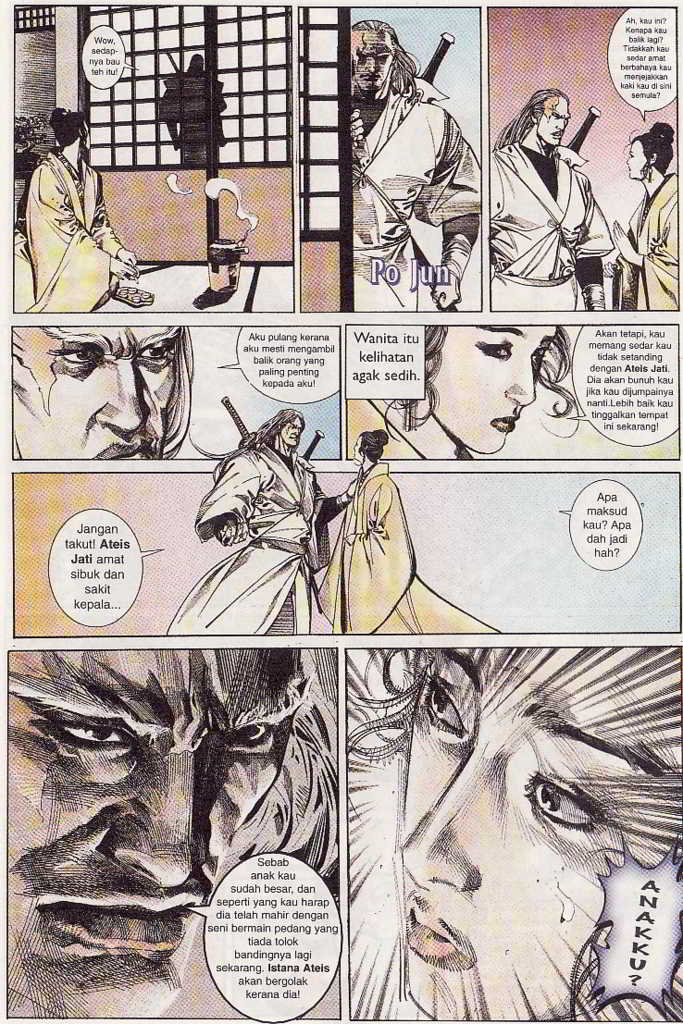 Wow,
sedap-
nya bau
teh itu!
Po Jun
Ah, kau ini?
Kenapa kau
balik lagi?
Tidakkah kau
sedar amat
berbahaya kau
menjejakkan
kaki kau di sini
semula?
Aku pulang kerana
aku mesti mengambil
balik orang yang
paling penting
kepada aku!
Wanita itu
kelihatan
agak sedih.
Akan tetapi, kau
memang sedar kau
tidak setanding
dengan Ateis Jati.
Dia akan bunuh kau
jika kau dijumpainya
nanti.Lebih baik kau
tinggalkan tempat
ini sekarang!
Jangan
takut! Ateis
Jati amat
sibuk dan
sakit
kepala...
Apa
maksud
kau? Apa
dah jadi
hah?
Sebab
anak kau
sudah besar, dan
seperti yang kau harap
dia telah mahir dengan
seni bermain pedang yang
tiada tolok
bandingnya lagi
sekarang. Istana Ateis
akan bergolak
kerana dia!
ANAKKU?